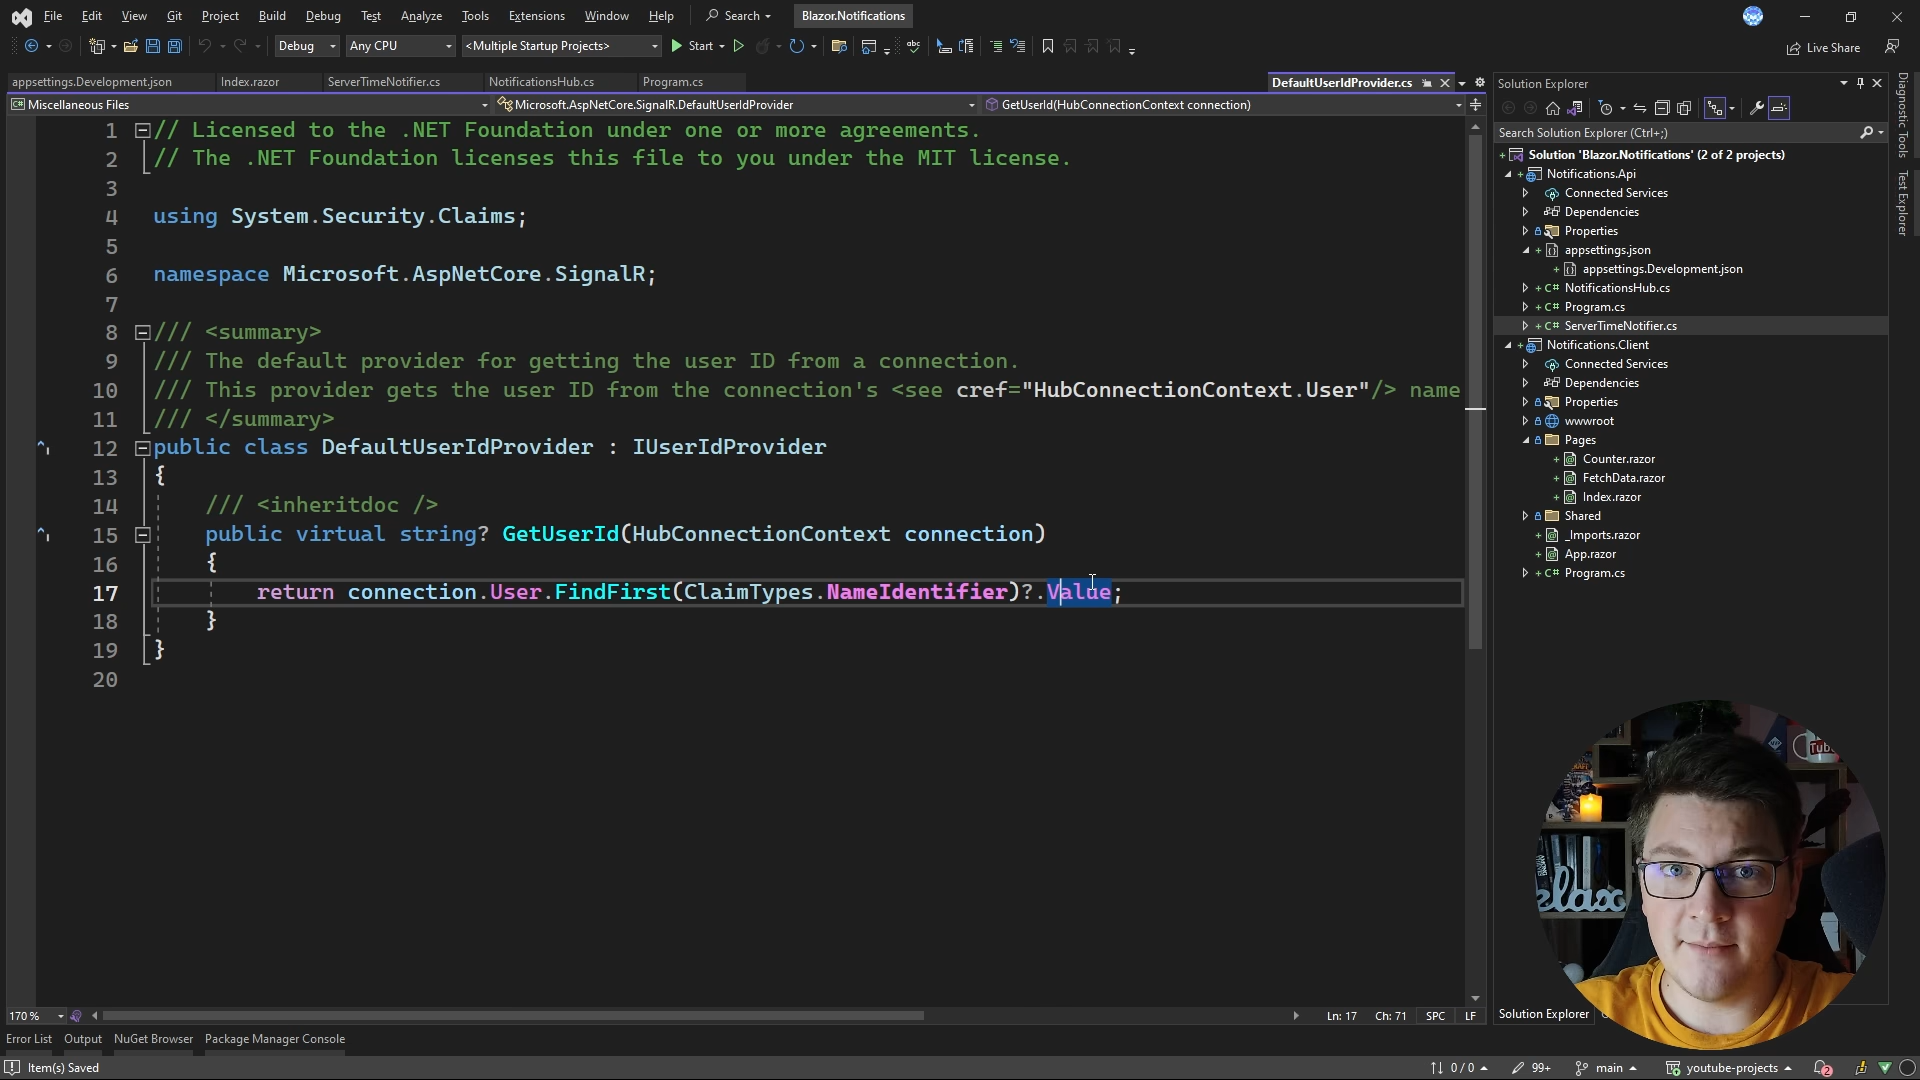 File Edit View Git Project Build Debug Test Analyze Tools Extensions Window Help Search Blazor.Notifications
Debug Any CPU <Multiple Startup Projects> Start Live Share
appsettings.Development.json Index.razor ServerTimeNotifier.cs NotificationsHub.cs Program.cs DefaultUserIdProvider.cs
Miscellaneous Files Microsoft.AspNetCore.SignalR.DefaultUserIdProvider GetUserId(HubConnectionContext connection)
1 // Licensed to the .NET Foundation under one or more agreements.
2 // The .NET Foundation licenses this file to you under the MIT license.
3
4 using System.Security.Claims;
5
6 namespace Microsoft.AspNetCore.SignalR;
7
8 /// <summary>
9 /// The default provider for getting the user ID from a connection.
10 /// This provider gets the user ID from the connection's <see cref="HubConnectionContext.User"/> name
11 /// </summary>
12 public class DefaultUserIdProvider : IUserIdProvider
13 {
14 /// <inheritdoc />
15 public virtual string? GetUserId(HubConnectionContext connection)
16 {
17 return connection.User.FindFirst(ClaimTypes.NameIdentifier)?.Value;
18 }
19 }
20
170 % Ln: 17 Ch: 71 SPC LF
Error List Output NuGet Browser Package Manager Console
Item(s) Saved 0 / 0 99+ main youtube-projects 2
Solution Explorer
Search Solution Explorer (Ctrl+;)
Solution 'Blazor.Notifications' (2 of 2 projects)
Notifications.Api
Connected Services
Dependencies
Properties
appsettings.json
appsettings.Development.json
C# NotificationsHub.cs
C# Program.cs
C# ServerTimeNotifier.cs
Notifications.Client
Connected Services
Dependencies
Properties
wwwroot
Pages
Counter.razor
FetchData.razor
Index.razor
Shared
_Imports.razor
App.razor
C# Program.cs
Solution Explorer
Diagnostic Tools
Test Explorer